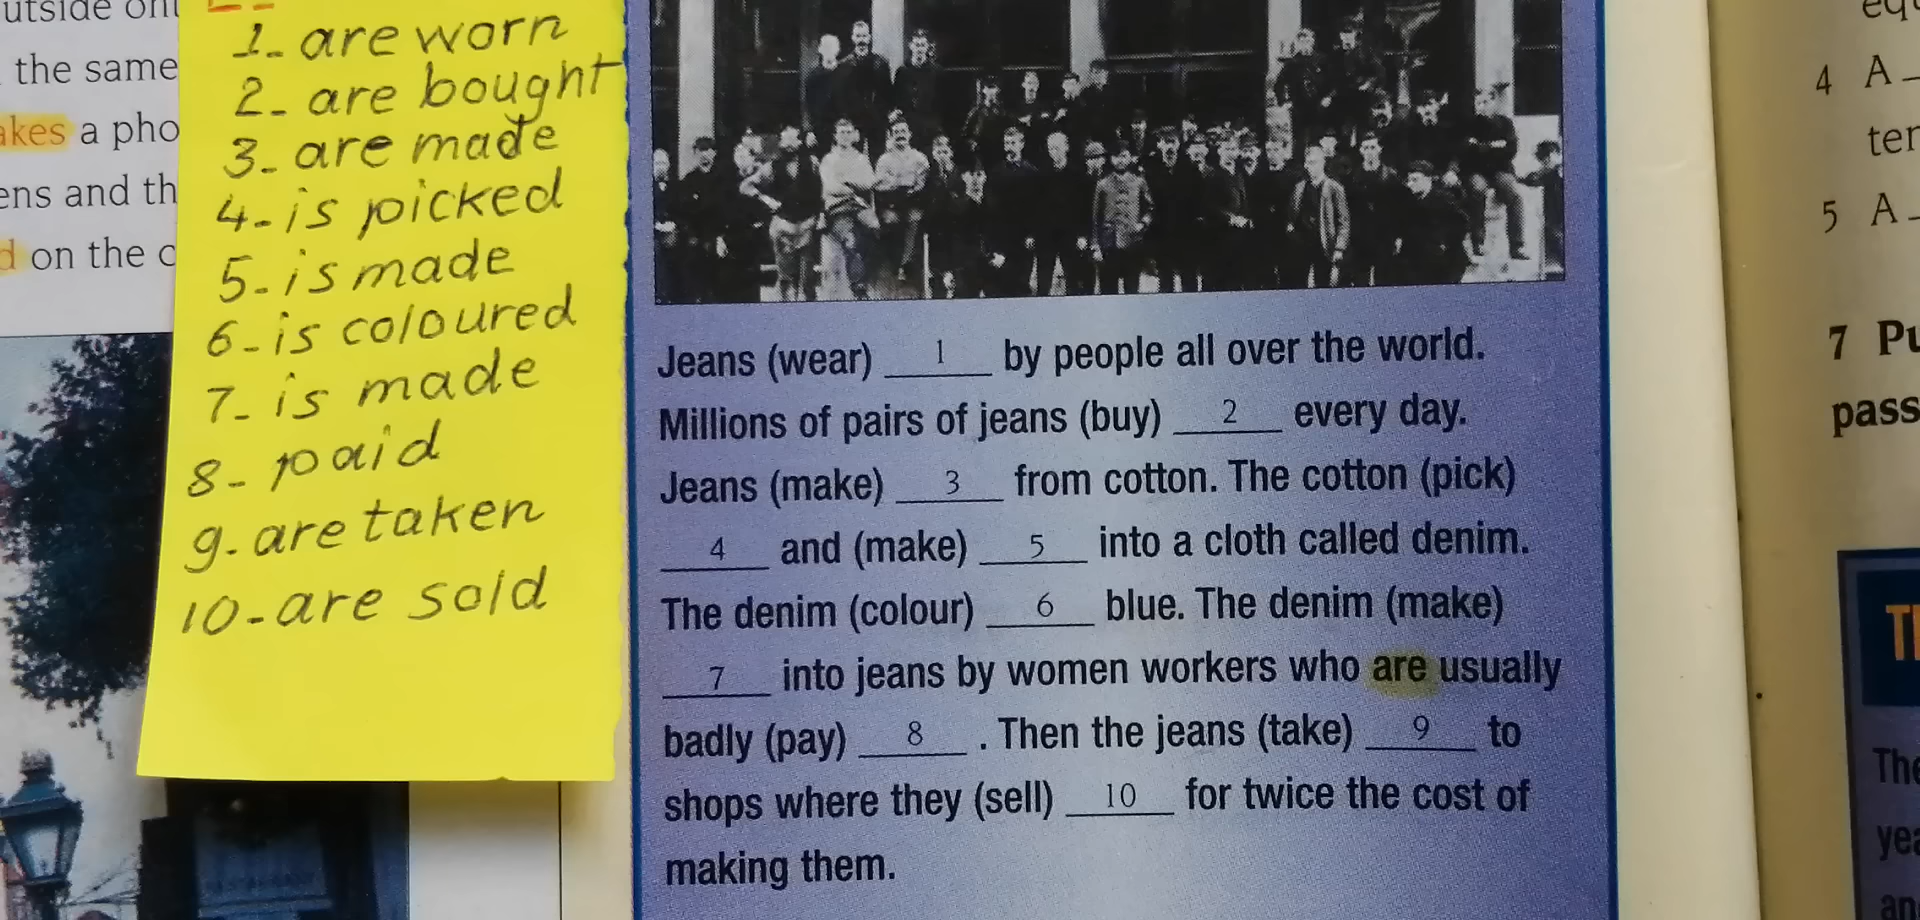 the same
a pho
and th
on the c
1- are worn
2- are bought
3- are made
4- is picked
5- is made
6- is coloured
7- is made
8- paid
9- are taken
10- are sold
Jeans (wear) 1 by people all over the world.
Millions of pairs of jeans (buy) 2 every day.
Jeans (make) 3 from cotton. The cotton (pick)
4 and (make) 5 into a cloth called denim.
The denim (colour) 6 blue. The denim (make)
7 into jeans by women workers who are usually
badly (pay) 8 . Then the jeans (take) 9 to
shops where they (sell) 10 for twice the cost of
making them.
4 A
ter
5 A
7 Pu
pass
The
yea
and